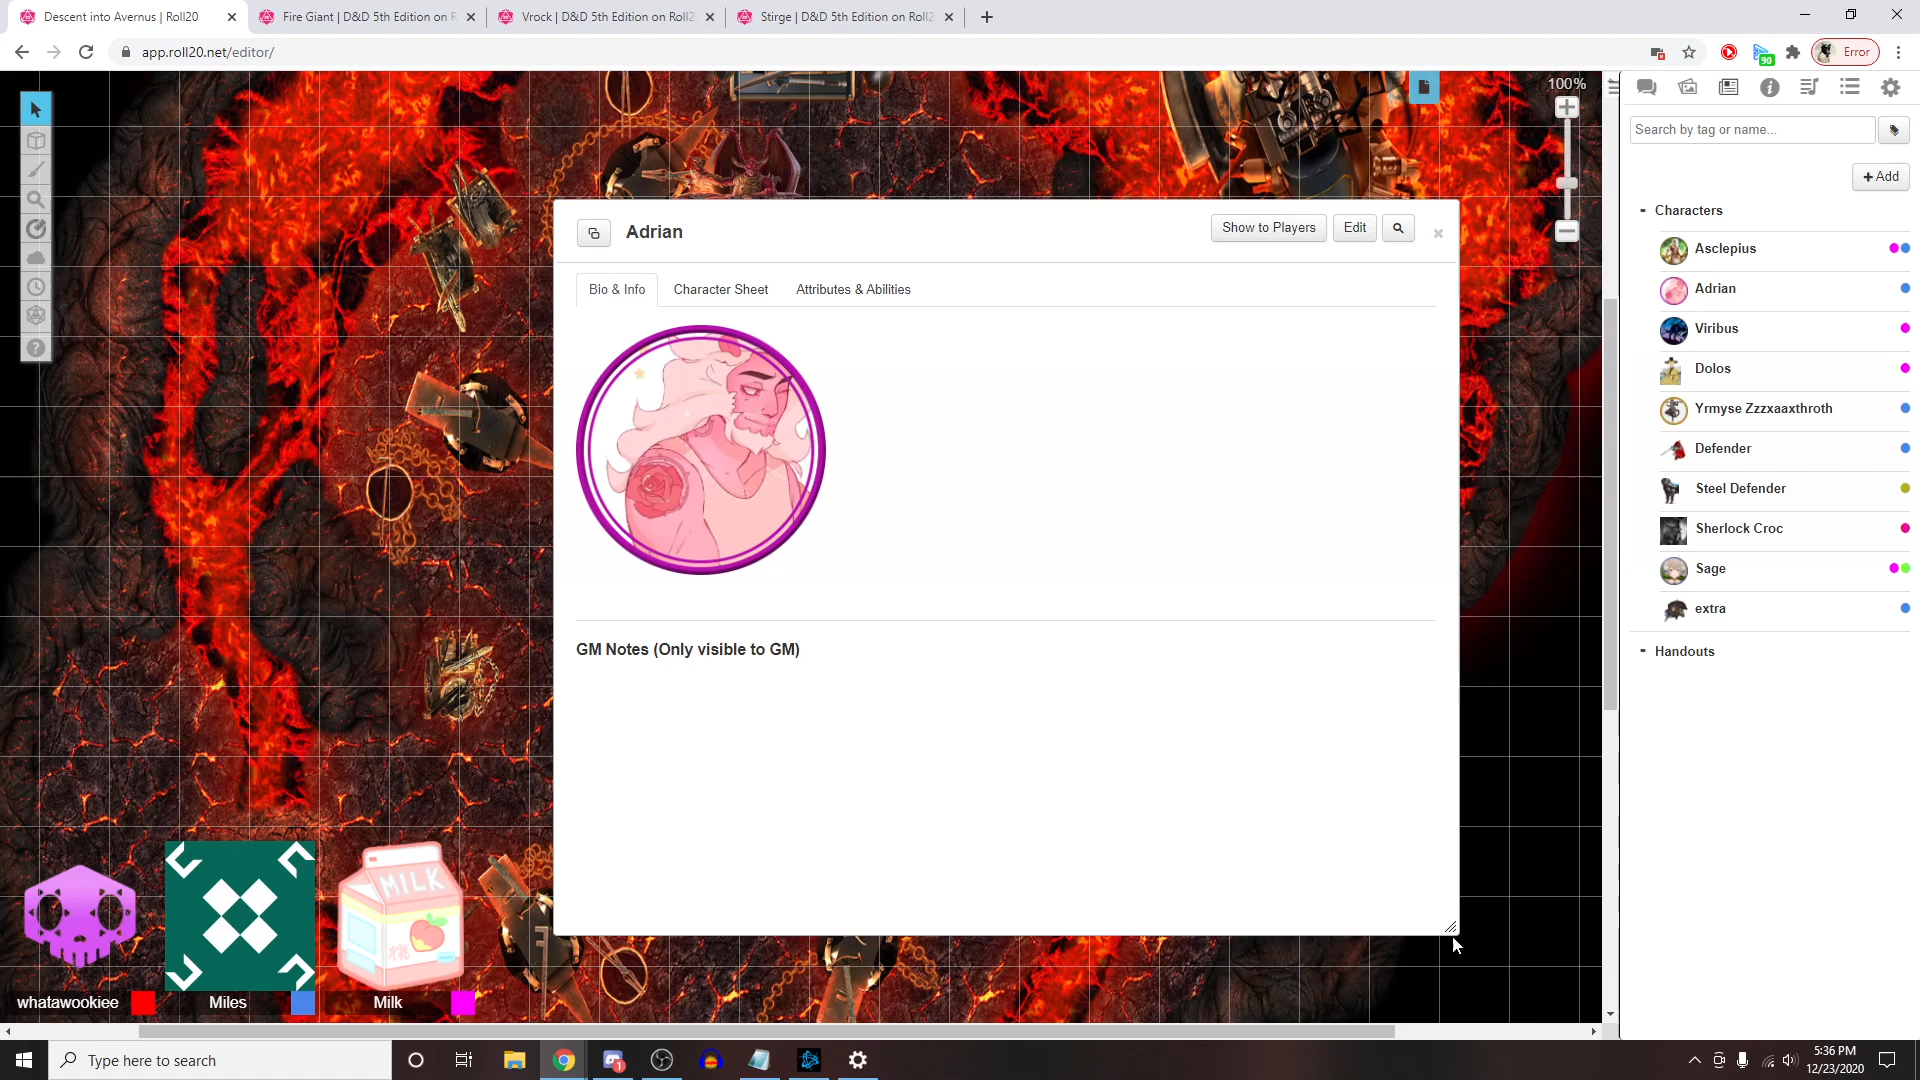 Descent into Avernus | Roll20
Fire Giant | D&D 5th Edition on R
Vrock | D&D 5th Edition on Roll2
Stirge | D&D 5th Edition on Roll2
app.roll20.net/editor/
90
Error
100%
Search by tag or name...
+ Add
Characters
Asclepius
Adrian
Viribus
Dolos
Yrmyse Zzzxaaxthroth
Defender
Steel Defender
Sherlock Croc
Sage
extra
Handouts
Adrian
Show to Players
Edit
Bio & Info
Character Sheet
Attributes & Abilities
GM Notes (Only visible to GM)
MILK
桃
whatawookiee
Miles
Milk
Type here to search
1
5:36 PM
12/23/2020